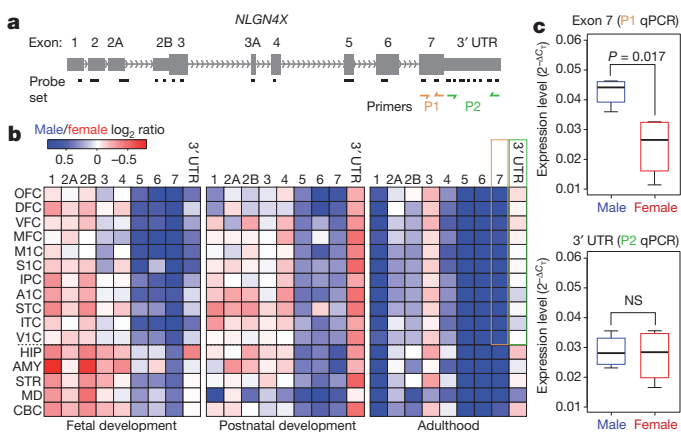 a
NLGN4X
Exon: 1 2 2A 2B 3 3A 4 5 6 7 3′ UTR
Probe set
Primers P1 P2
b
Male/female log2 ratio
0.5 0 -0.5
1 2A 2B 3 4 5 6 7 3′ UTR
1 2A 2B 3 4 5 6 7 3′ UTR
1 2A 2B 3 4 5 6 7 3′ UTR
OFC
DFC
VFC
MFC
M1C
S1C
IPC
A1C
STC
ITC
V1C
HIP
AMY
STR
MD
CBC
Fetal development
Postnatal development
Adulthood
c
Exon 7 (P1 qPCR)
Expression level (2−ΔCT)
0.06
0.05
0.04
0.03
0.02
0.01
P = 0.017
Male Female
3′ UTR (P2 qPCR)
Expression level (2−ΔCT)
0.06
0.05
0.04
0.03
0.02
0.01
NS
Male Female